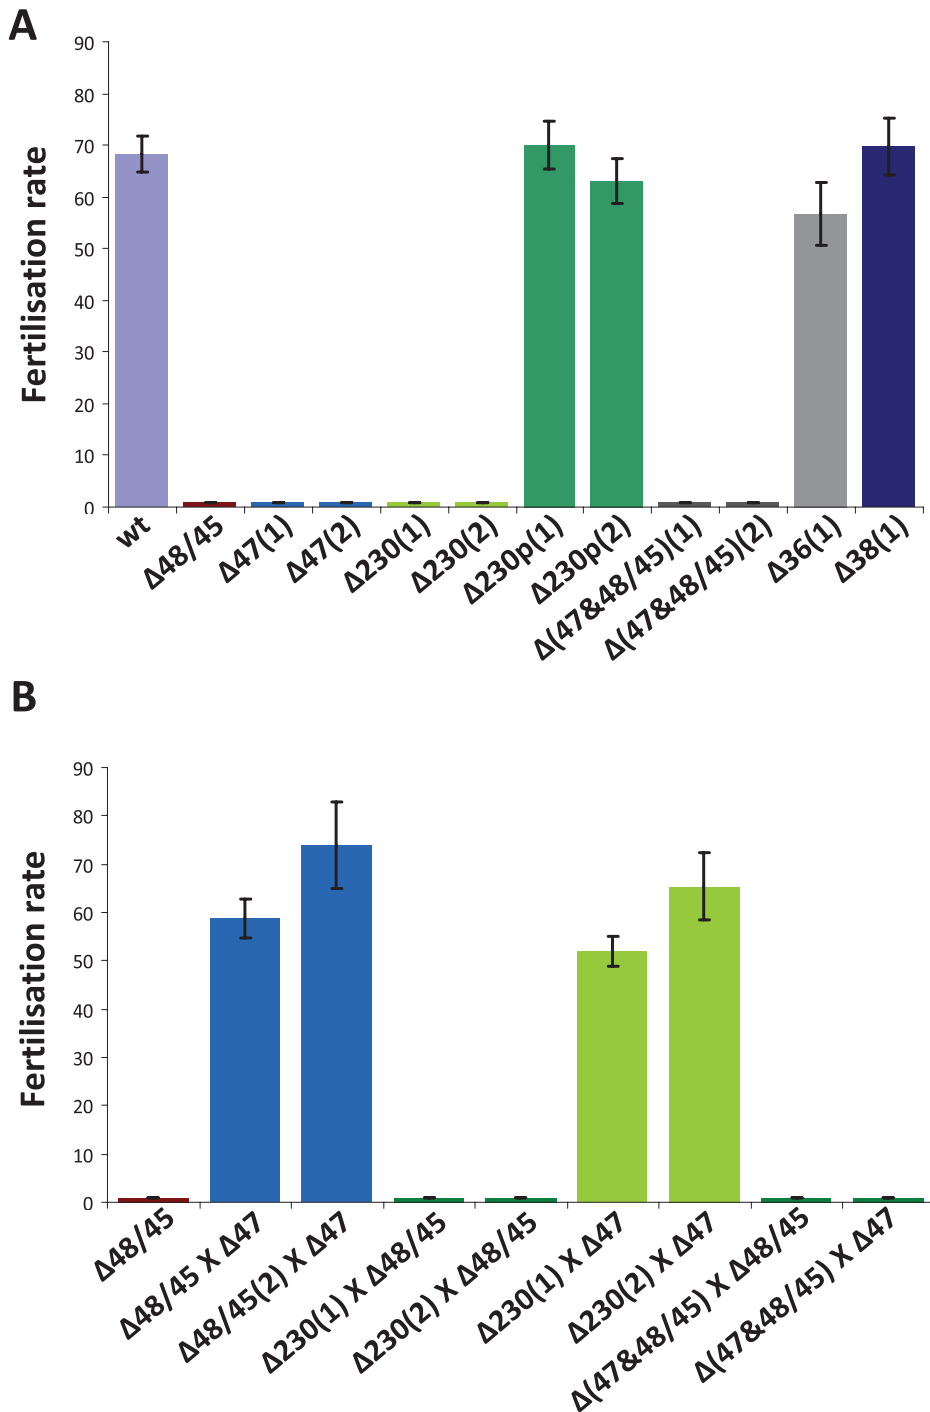 A
Fertilisation rate
90
80
70
60
50
40
30
20
10
0
wt
Δ48/45
Δ47(1)
Δ47(2)
Δ230(1)
Δ230(2)
Δ230p(1)
Δ230p(2)
Δ(47&48/45)(1)
Δ(47&48/45)(2)
Δ36(1)
Δ38(1)
B
Fertilisation rate
90
80
70
60
50
40
30
20
10
0
Δ48/45
Δ48/45 X Δ47
Δ48/45(2) X Δ47
Δ230(1) X Δ48/45
Δ230(2) X Δ48/45
Δ230(1) X Δ47
Δ230(2) X Δ47
Δ(47&48/45) X Δ48/45
Δ(47&48/45) X Δ47